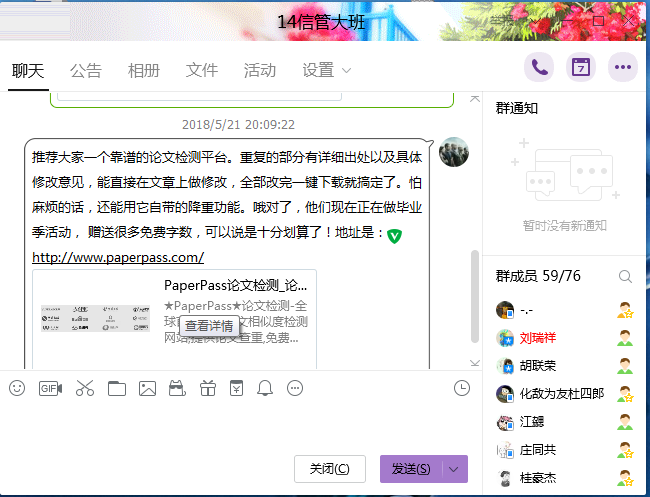 14信管大班
聊天 公告 相册 文件 活动 设置
7
2018/5/21 20:09:22
推荐大家一个靠谱的论文检测平台。重复的部分有详细出处以及具体
修改意见，能直接在文章上做修改，全部改完一键下载就搞定了。怕
麻烦的话，还能用它自带的降重功能。哦对了，他们现在正在做毕业
季活动， 赠送很多免费字数，可以说是十分划算了！地址是：
http://www.paperpass.com/
PaperPass论文检测_论...
★PaperPass★论文检测-全
球首 文相似度检测
网站,提供论文查重,免费...
查看详情
GIF
关闭(C) 发送(S)
群通知
暂时没有新通知
群成员 59/76
-.-
刘瑞祥
胡联荣
化敌为友杜四郎
江勰
庄同共
桂豪杰